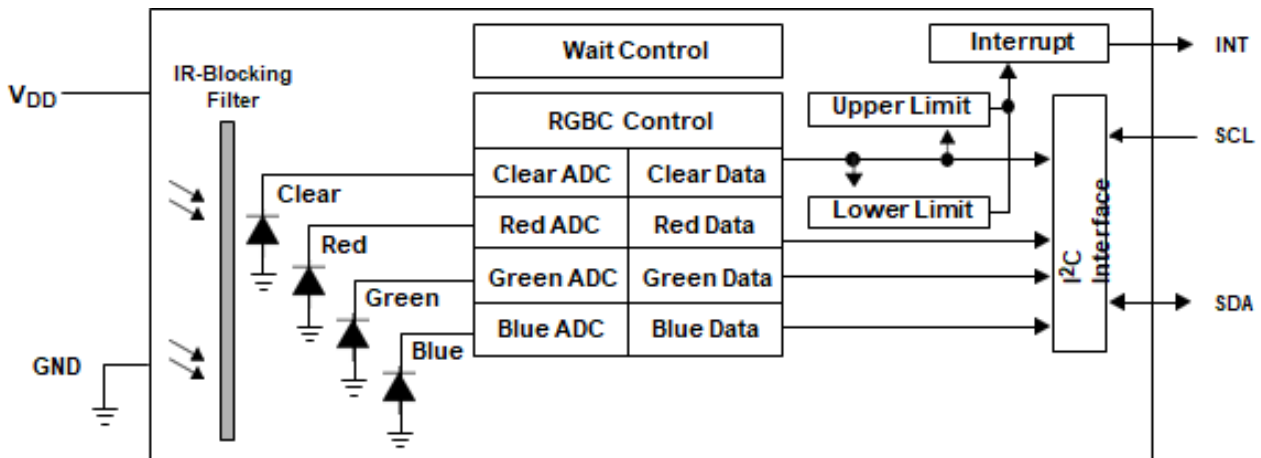 Wait Control
Interrupt
INT
IR-Blocking
Filter
VDD
RGBC Control
Upper Limit
SCL
Clear
Clear ADC
Clear Data
Lower Limit
Red
Red ADC
Red Data
I2C
Interface
Green
Green ADC
Green Data
SDA
Blue
Blue ADC
Blue Data
GND